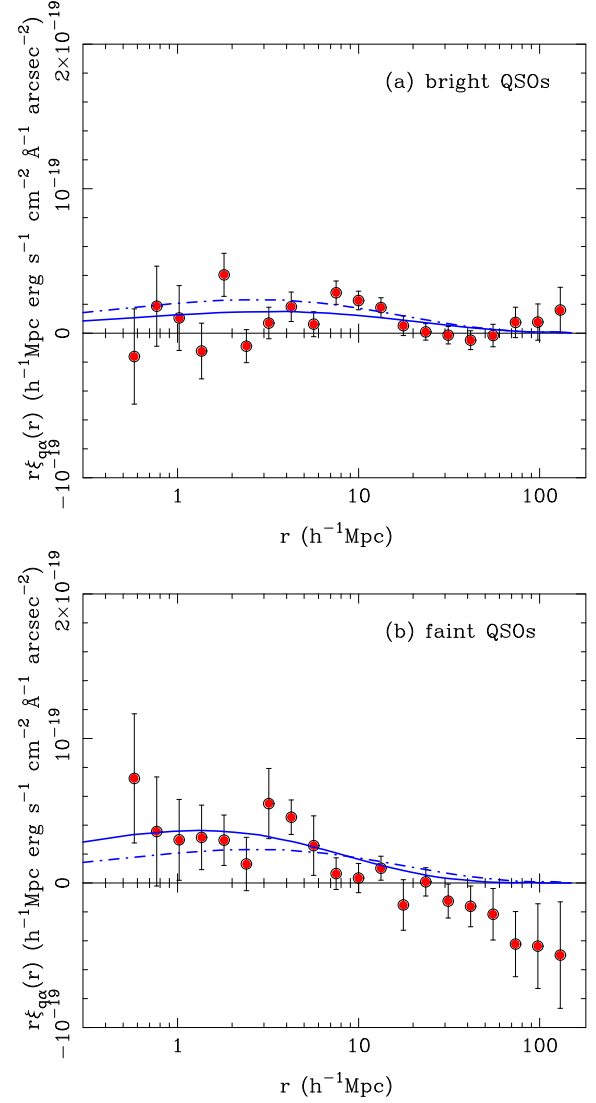 (a) bright QSOs
2×10⁻¹⁹
10⁻¹⁹
0
−10⁻¹⁹
rξqα(r) (h⁻¹Mpc erg s⁻¹ cm⁻² Å⁻¹ arcsec⁻²)
1 10 100
r (h⁻¹Mpc)
(b) faint QSOs
2×10⁻¹⁹
10⁻¹⁹
0
−10⁻¹⁹
rξqα(r) (h⁻¹Mpc erg s⁻¹ cm⁻² Å⁻¹ arcsec⁻²)
1 10 100
r (h⁻¹Mpc)